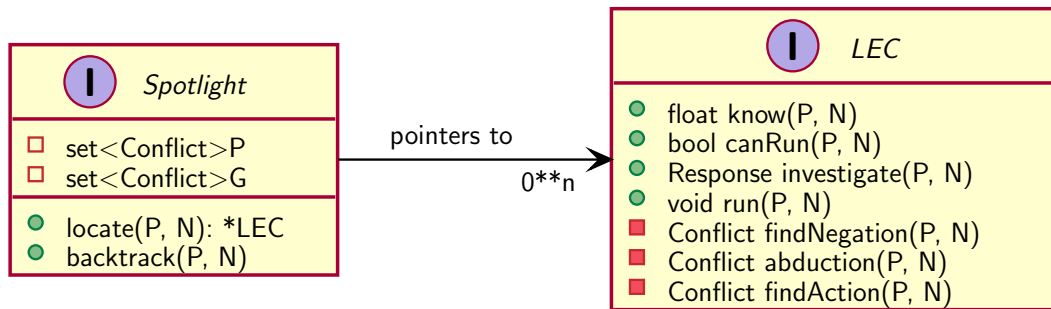 I Spotlight
set<Conflict>P
set<Conflict>G
locate(P, N): *LEC
backtrack(P, N)
pointers to
0**n
I LEC
float know(P, N)
bool canRun(P, N)
Response investigate(P, N)
void run(P, N)
Conflict findNegation(P, N)
Conflict abduction(P, N)
Conflict findAction(P, N)